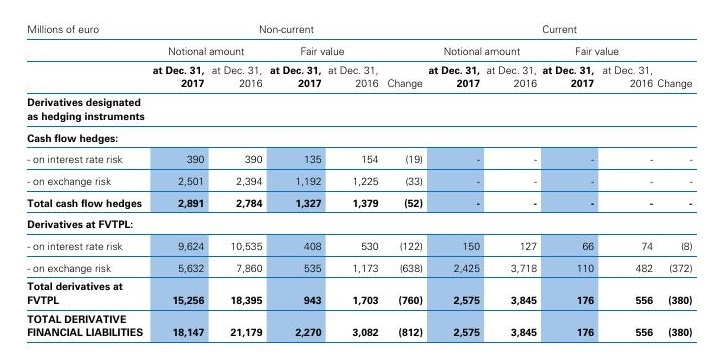 Millions of euro Non-current Current
Notional amount Fair value Notional amount Fair value
at Dec. 31, at Dec. 31, at Dec. 31, at Dec. 31, at Dec. 31, at Dec. 31, at Dec. 31, at Dec. 31,
2017 2016 2017 2016 Change 2017 2016 2017 2016 Change
Derivatives designated
as hedging instruments
Cash flow hedges:
- on interest rate risk 390 390 135 154 (19) - - - - -
- on exchange risk 2,501 2,394 1,192 1,225 (33) - - - - -
Total cash flow hedges 2,891 2,784 1,327 1,379 (52) - - - - -
Derivatives at FVTPL:
- on interest rate risk 9,624 10,535 408 530 (122) 150 127 66 74 (8)
- on exchange risk 5,632 7,860 535 1,173 (638) 2,425 3,718 110 482 (372)
Total derivatives at
FVTPL 15,256 18,395 943 1,703 (760) 2,575 3,845 176 556 (380)
TOTAL DERIVATIVE
FINANCIAL LIABILITIES 18,147 21,179 2,270 3,082 (812) 2,575 3,845 176 556 (380)